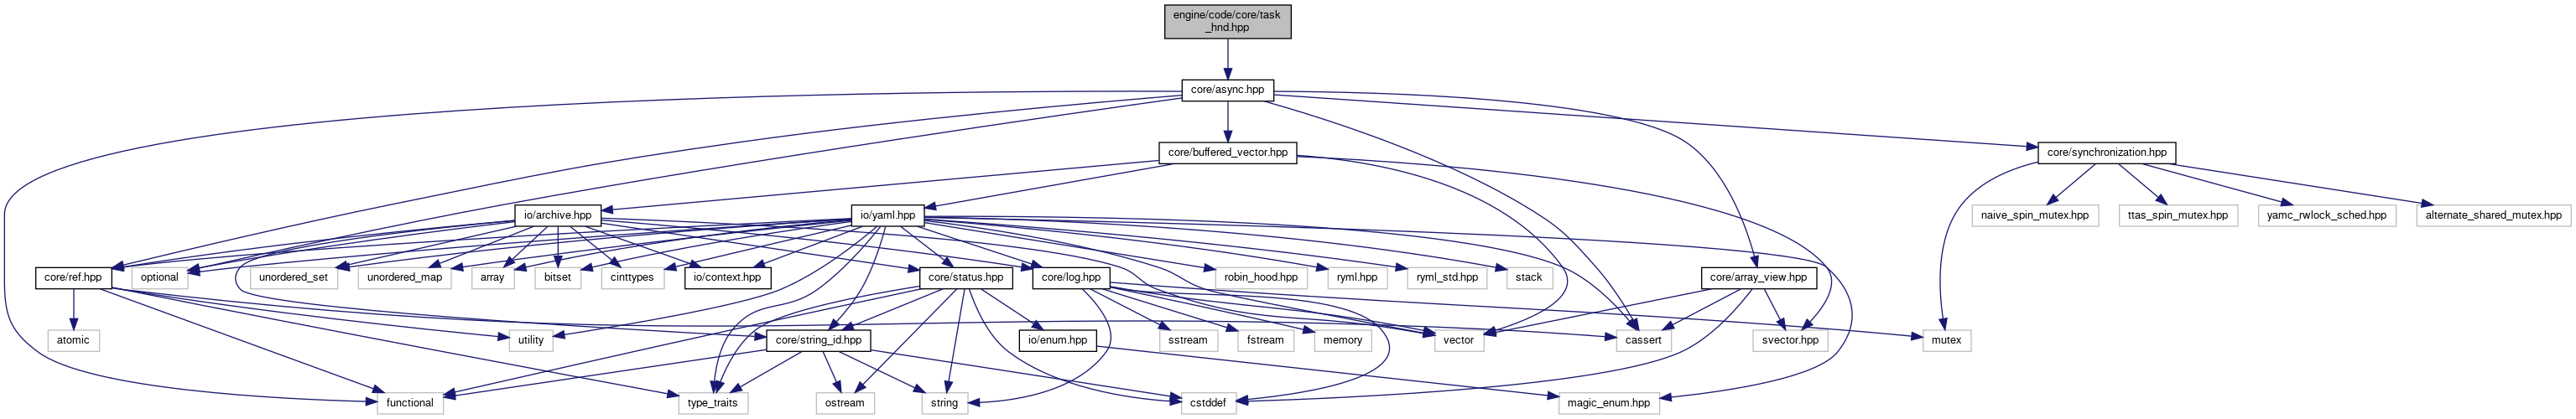 engine/code/core/task
_hnd.hpp
core/async.hpp
core/buffered_vector.hpp
core/synchronization.hpp
io/archive.hpp
io/yaml.hpp
naive_spin_mutex.hpp
ttas_spin_mutex.hpp
yamc_rwlock_sched.hpp
alternate_shared_mutex.hpp
core/ref.hpp
optional
unordered_set
unordered_map
array
bitset
cinttypes
io/context.hpp
core/status.hpp
core/log.hpp
robin_hood.hpp
ryml.hpp
ryml_std.hpp
stack
core/array_view.hpp
atomic
utility
core/string_id.hpp
io/enum.hpp
sstream
fstream
memory
vector
cassert
svector.hpp
mutex
functional
type_traits
ostream
string
cstddef
magic_enum.hpp